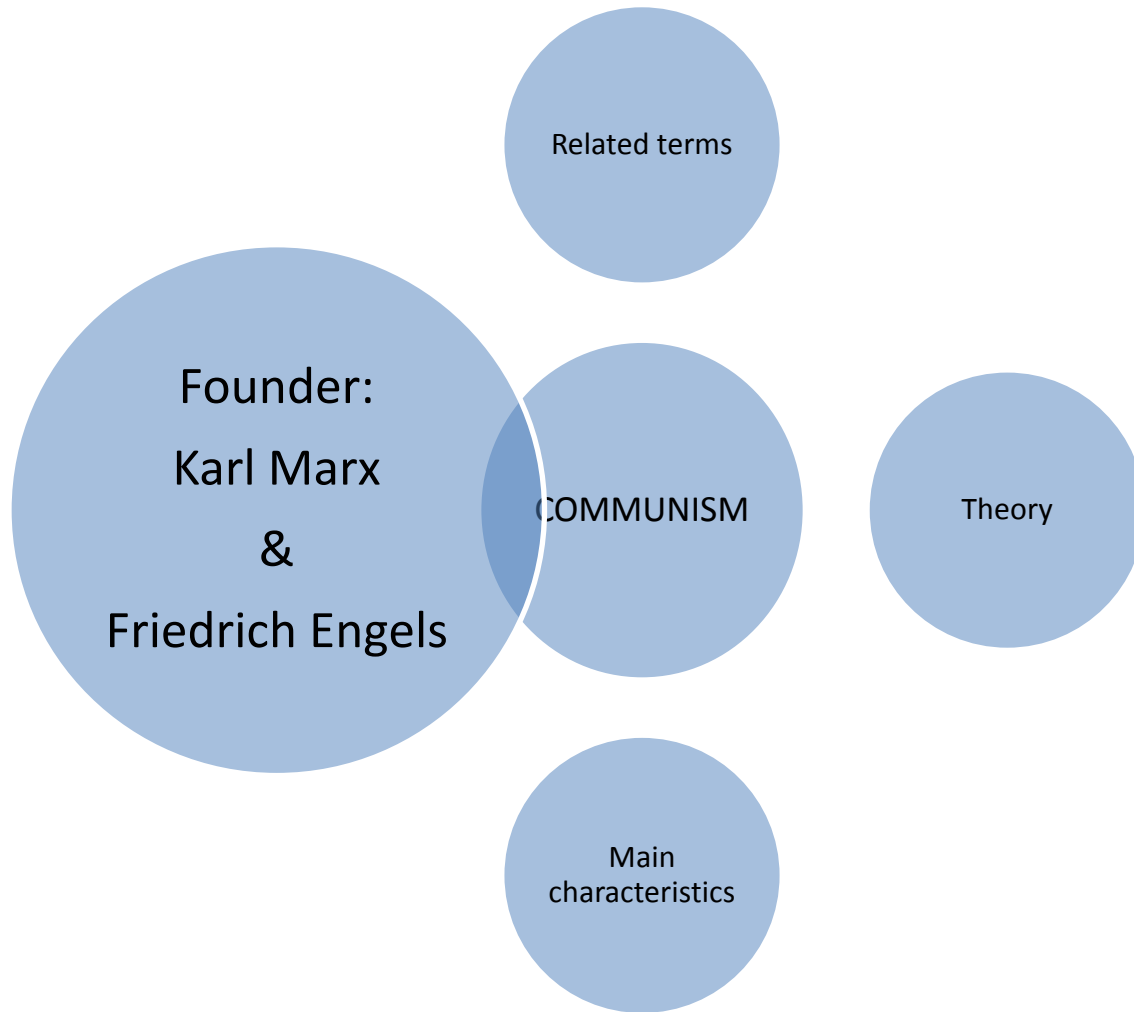 Related terms
Founder:
Karl Marx
&
Friedrich Engels
COMMUNISM
Theory
Main
characteristics